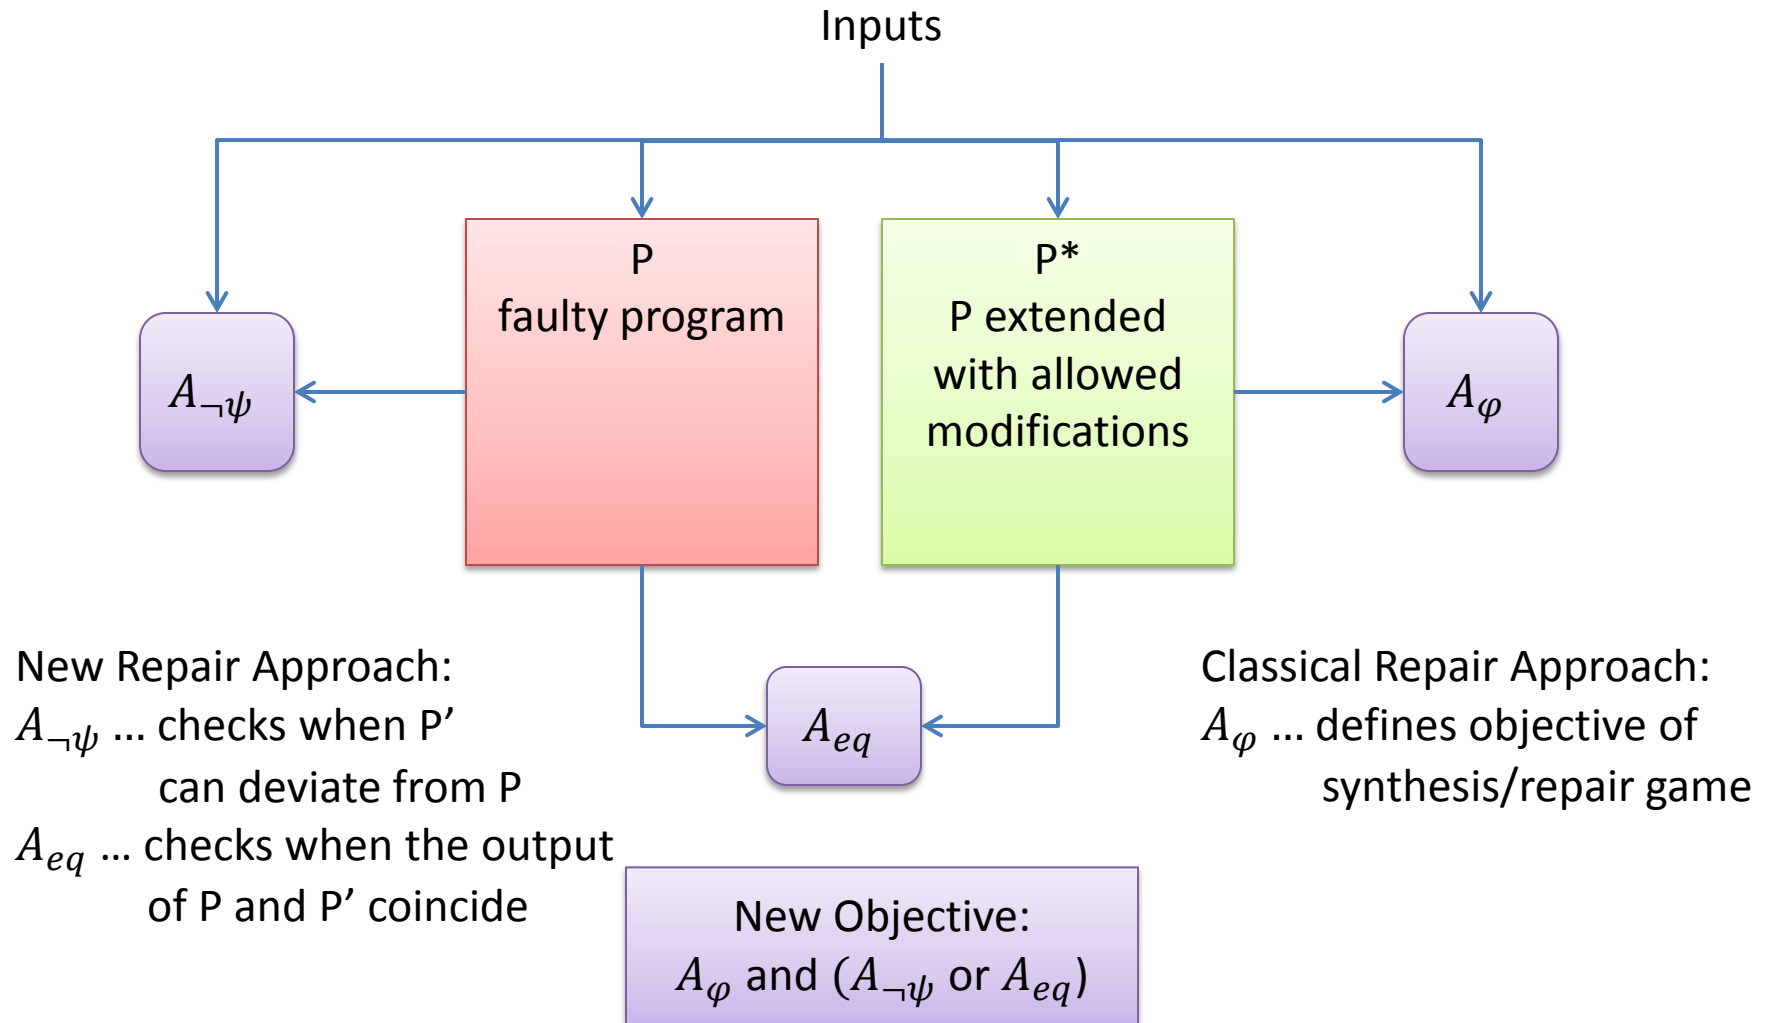 Inputs
P
faulty program
P*
P extended
with allowed
modifications
A¬ψ
Aφ
Aeq
New Repair Approach:
A¬ψ … checks when P’
can deviate from P
Aeq … checks when the output
of P and P’ coincide
Classical Repair Approach:
Aφ … defines objective of
synthesis/repair game
New Objective:
Aφ and (A¬ψ or Aeq)